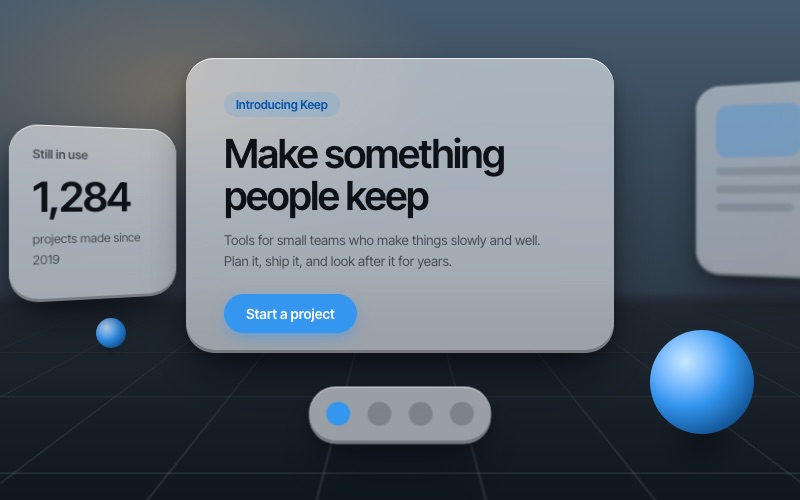 Introducing Keep
Make something
people keep
Tools for small teams who make things slowly and well.
Plan it, ship it, and look after it for years.
Start a project
Still in use
1,284
projects made since
2019